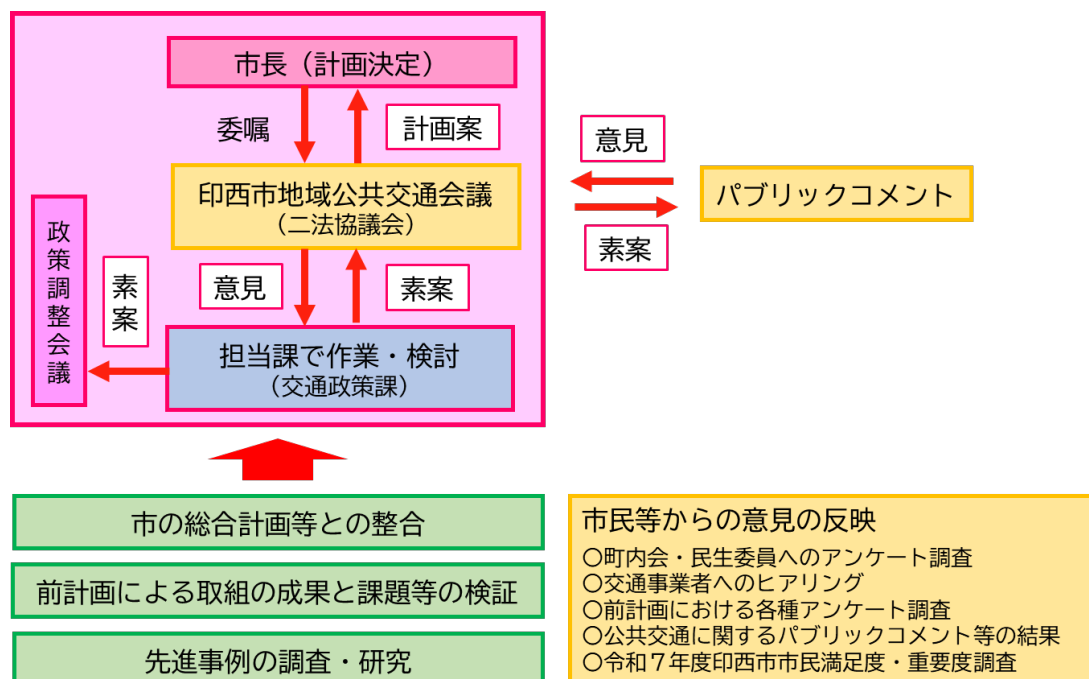 市長（計画決定）
委嘱
計画案
印西市地域公共交通会議
（二法協議会）
意見
素案
政策調整会議
素案
担当課で作業・検討
（交通政策課）
意見
パブリックコメント
素案
市の総合計画等との整合
前計画による取組の成果と課題等の検証
先進事例の調査・研究
市民等からの意見の反映
○町内会・民生委員へのアンケート調査
○交通事業者へのヒアリング
○前計画における各種アンケート調査
○公共交通に関するパブリックコメント等の結果
○令和７年度印西市市民満足度・重要度調査